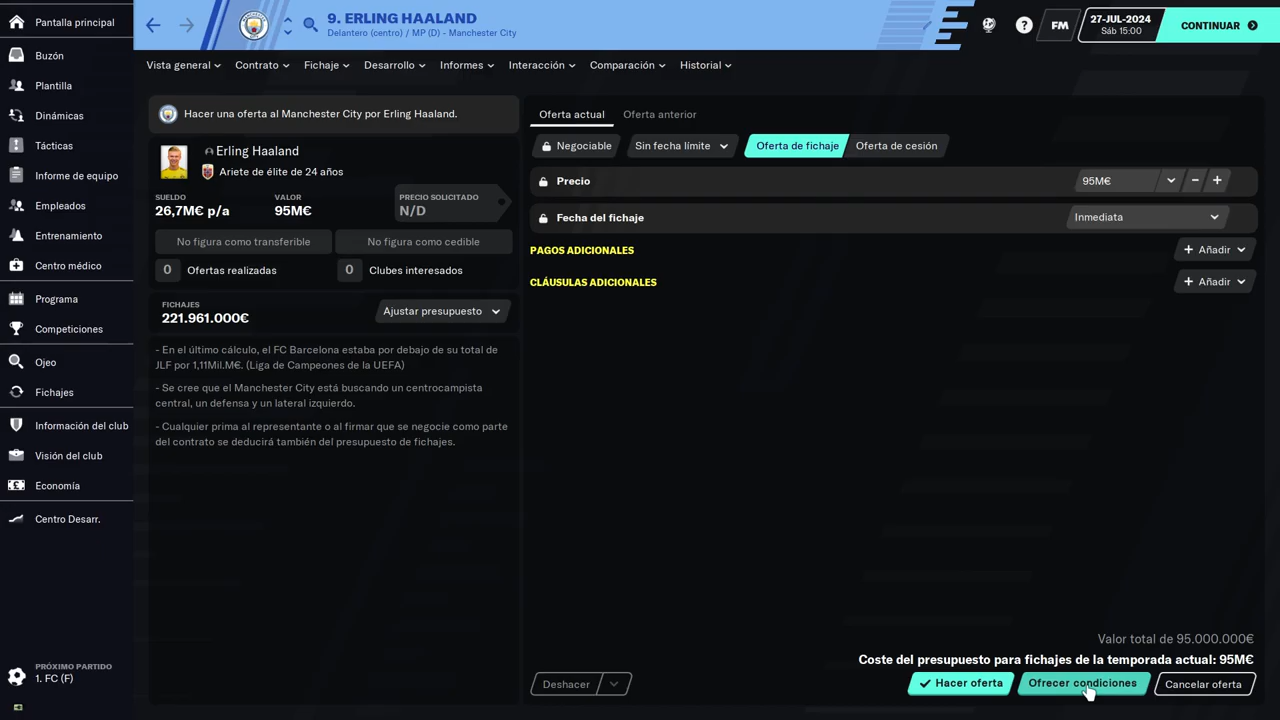 Pantalla principal
Buzón
Plantilla
Dinámicas
Tácticas
Informe de equipo
Empleados
Entrenamiento
Centro médico
Programa
Competiciones
Ojeo
Fichajes
Información del club
Visión del club
Economía
Centro Desarr.
PRÓXIMO PARTIDO
1. FC (F)
9. ERLING HAALAND
Delantero (centro) / MP (D) - Manchester City
FM
27-JUL-2024
Sáb 15:00
CONTINUAR
Vista general Contrato Fichaje Desarrollo Informes Interacción Comparación Historial
Hacer una oferta al Manchester City por Erling Haaland.
Erling Haaland
Ariete de élite de 24 años
SUELDO VALOR PRECIO SOLICITADO
26,7M€ p/a 95M€ N/D
No figura como transferible No figura como cedible
0 Ofertas realizadas 0 Clubes interesados
FICHAJES
221.961.000€
Ajustar presupuesto
- En el último cálculo, el FC Barcelona estaba por debajo de su total de
JLF por 1,11Mil.M€. (Liga de Campeones de la UEFA)
- Se cree que el Manchester City está buscando un centrocampista
central, un defensa y un lateral izquierdo.
- Cualquier prima al representante o al firmar que se negocie como parte
del contrato se deducirá también del presupuesto de fichajes.
Oferta actual Oferta anterior
Negociable Sin fecha límite Oferta de fichaje Oferta de cesión
Precio 95M€ - +
Fecha del fichaje Inmediata
PAGOS ADICIONALES + Añadir
CLÁUSULAS ADICIONALES + Añadir
Valor total de 95.000.000€
Coste del presupuesto para fichajes de la temporada actual: 95M€
Deshacer Hacer oferta Ofrecer condiciones Cancelar oferta